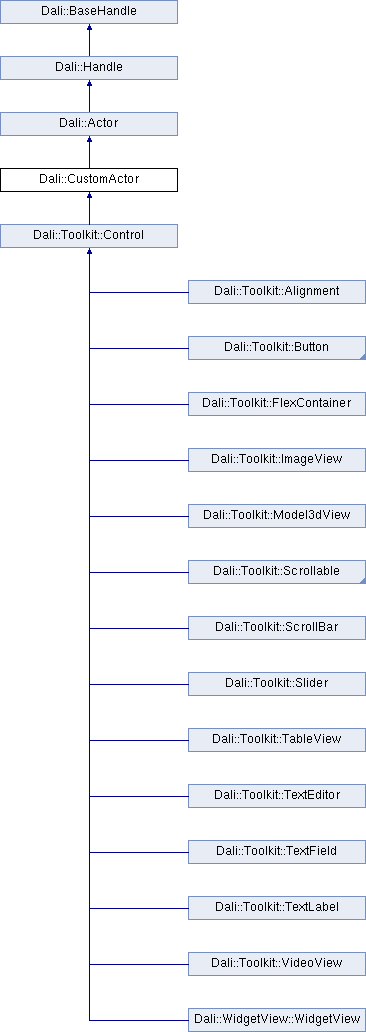 Dali::BaseHandle
Dali::Handle
Dali::Actor
Dali::CustomActor
Dali::Toolkit::Control
Dali::Toolkit::Alignment
Dali::Toolkit::Button
Dali::Toolkit::FlexContainer
Dali::Toolkit::ImageView
Dali::Toolkit::Model3dView
Dali::Toolkit::Scrollable
Dali::Toolkit::ScrollBar
Dali::Toolkit::Slider
Dali::Toolkit::TableView
Dali::Toolkit::TextEditor
Dali::Toolkit::TextField
Dali::Toolkit::TextLabel
Dali::Toolkit::VideoView
Dali::WidgetView::WidgetView